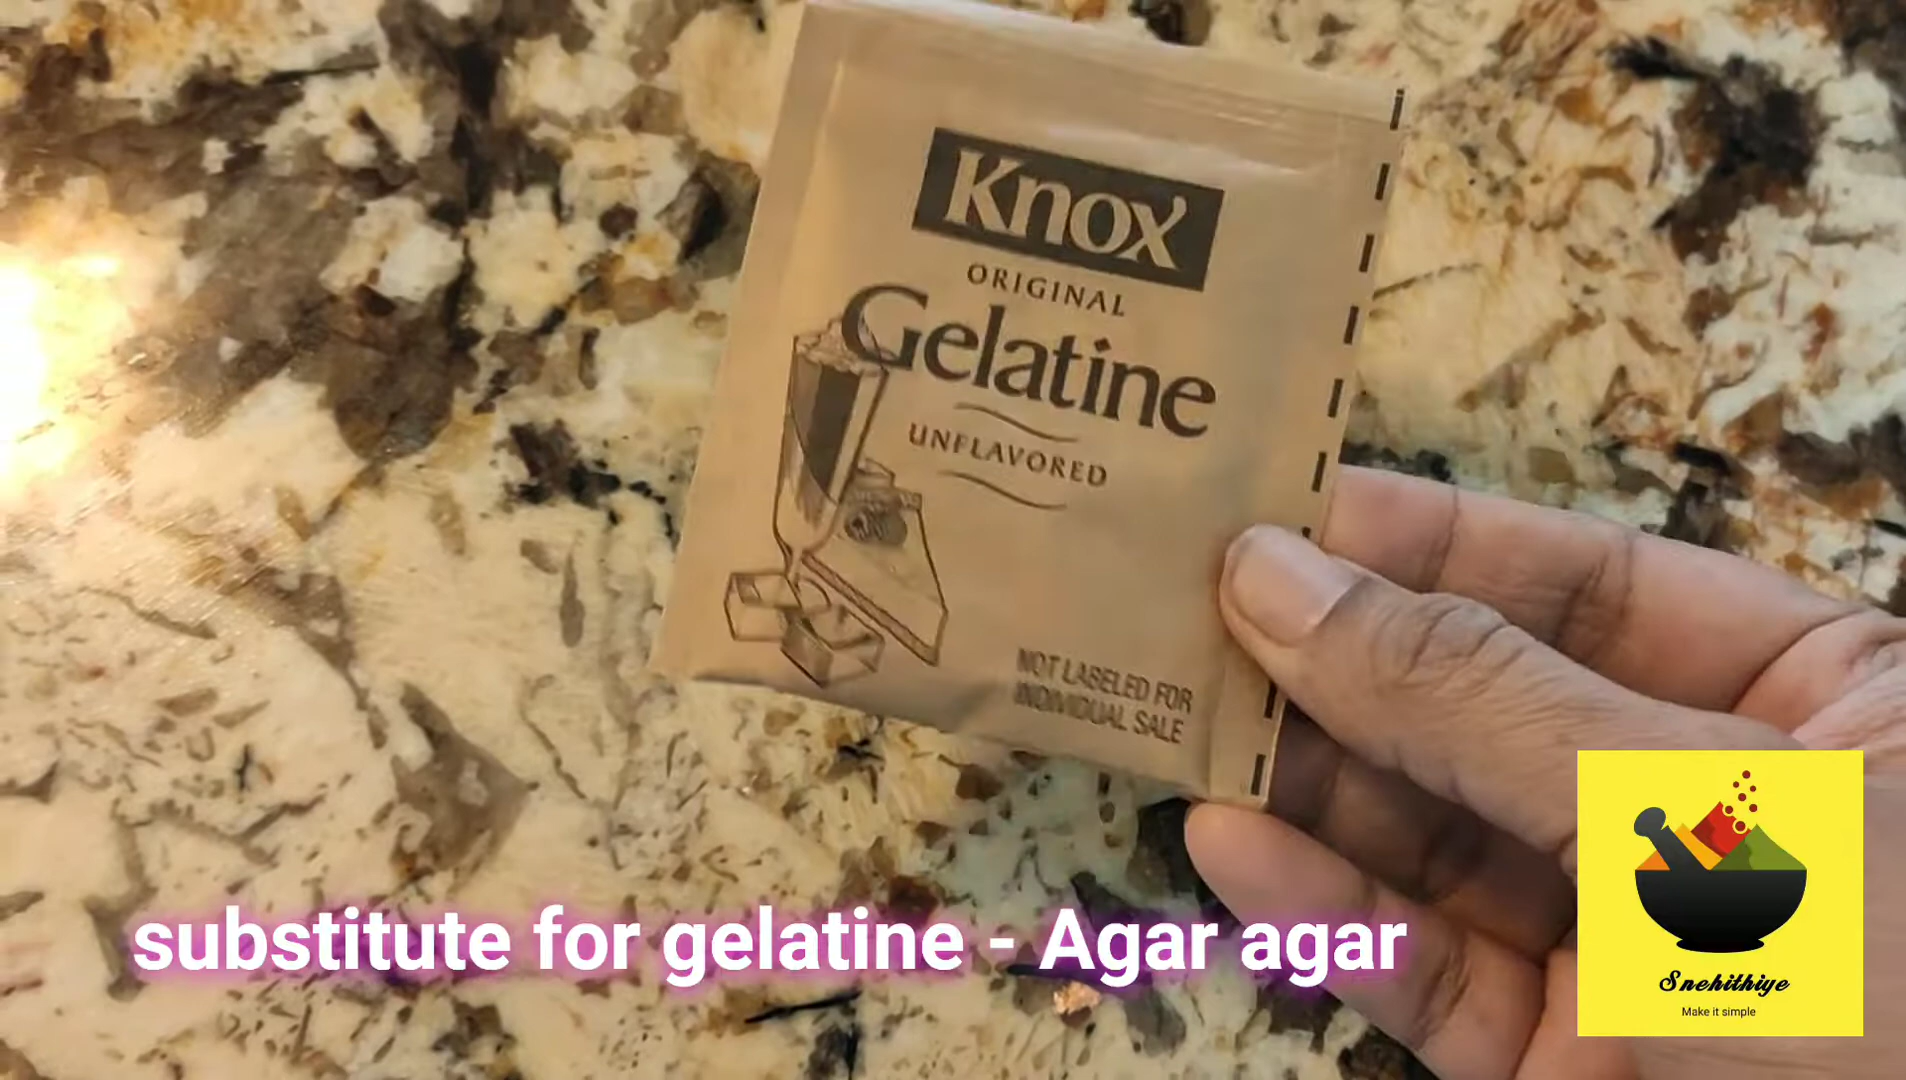 Knox
ORIGINAL
Gelatine
UNFLAVORED
NOT LABELED FOR
INDIVIDUAL SALE
substitute for gelatine - Agar agar
Snehithiye
Make it simple